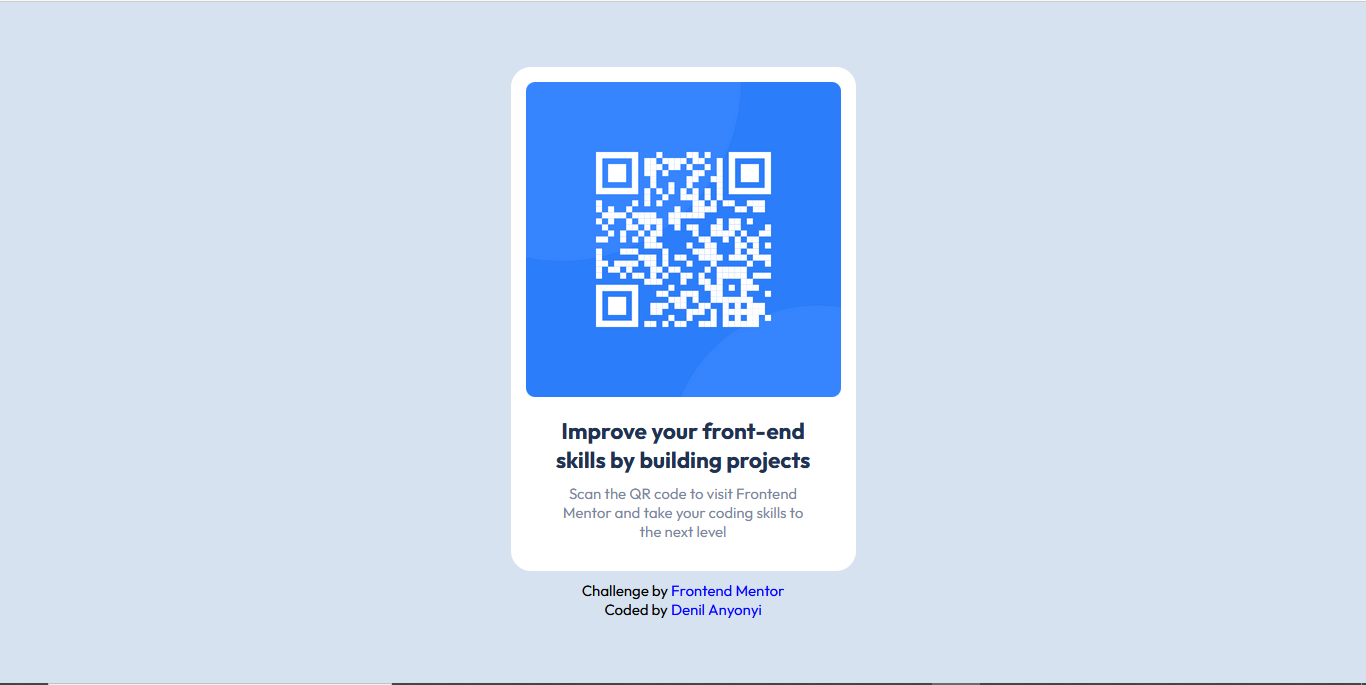 Improve your front-end
skills by building projects
Scan the QR code to visit Frontend
Mentor and take your coding skills to
the next level
Challenge by Frontend Mentor
Coded by Denil Anyonyi